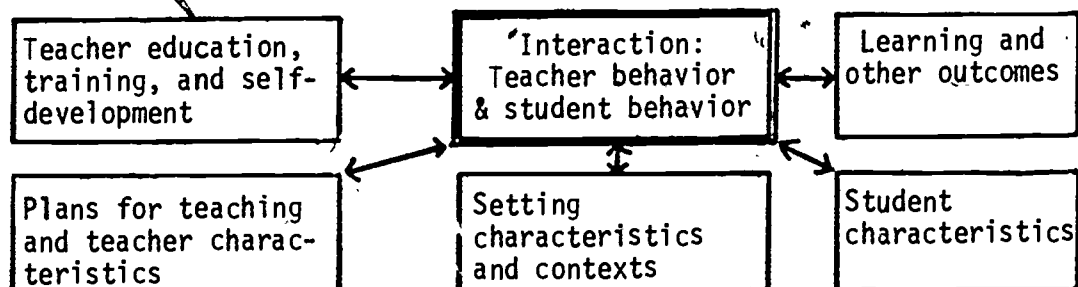 Teacher education,
training, and self-
development
Interaction:
Teacher behavior
& student behavior
Learning and
other outcomes
Plans for teaching
and teacher charac-
teristics
Setting
characteristics
and contexts
Student
characteristics